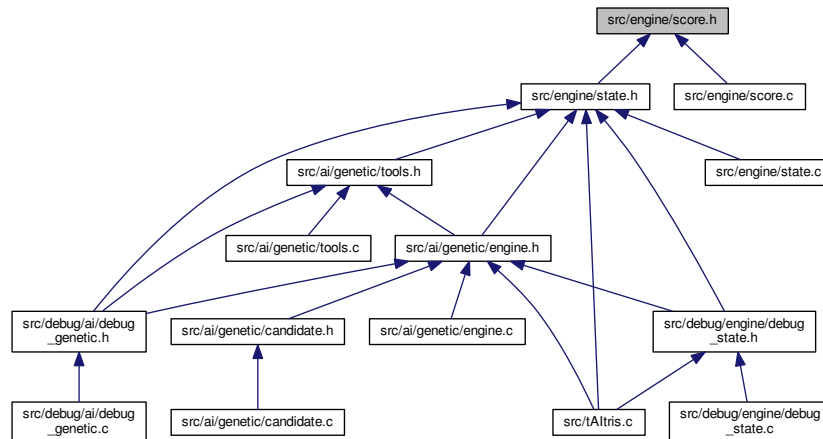 src/engine/score.h
src/engine/state.h
src/engine/score.c
src/ai/genetic/tools.h
src/engine/state.c
src/ai/genetic/tools.c
src/ai/genetic/engine.h
src/debug/ai/debug
_genetic.h
src/ai/genetic/candidate.h
src/ai/genetic/engine.c
src/debug/engine/debug
_state.h
src/debug/ai/debug
_genetic.c
src/ai/genetic/candidate.c
src/tAItris.c
src/debug/engine/debug
_state.c